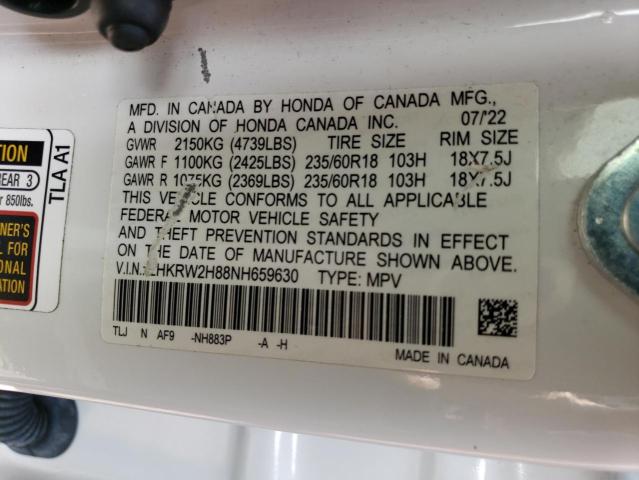 MFD. IN CANADA BY HONDA OF CANADA MFG.,
A DIVISION OF HONDA CANADA INC. 07/'22
GVWR 2150KG (4739LBS) TIRE SIZE RIM SIZE
GAWR F 1100KG (2425LBS) 235/60R18 103H 18X7.5J
GAWR R 1075KG (2369LBS) 235/60R18 103H 18X7.5J
THIS VEHICLE CONFORMS TO ALL APPLICABLE
FEDERAL MOTOR VEHICLE SAFETY
AND THEFT PREVENTION STANDARDS IN EFFECT
ON THE DATE OF MANUFACTURE SHOWN ABOVE.
V.I.N.: HKRW2H88NH659630 TYPE: MPV
TLJ N AF9 -NH883P -A -H
MADE IN CANADA
TLA A1
REAR 3
850lbs.
FOR